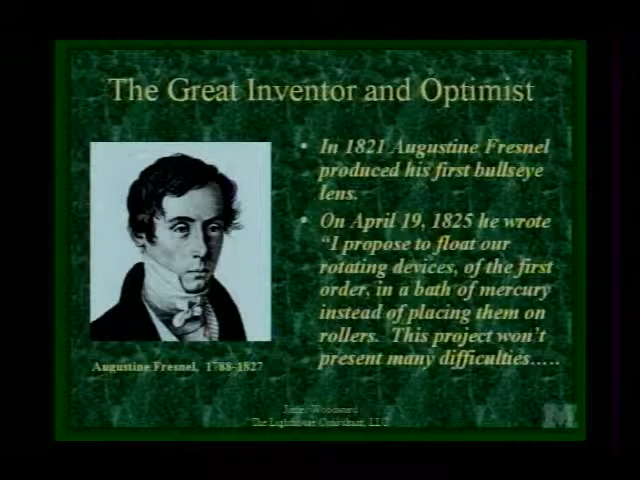 The Great Inventor and Optimist
• In 1821 Augustine Fresnel
produced his first bullseye
lens.
• On April 19, 1825 he wrote
"I propose to float our
rotating devices, of the first
order, in a bath of mercury
instead of placing them on
rollers. This project won't
present many difficulties…..
Augustine Fresnel, 1788-1827
James Woodward
The Lighthouse Consultant, LLC
M